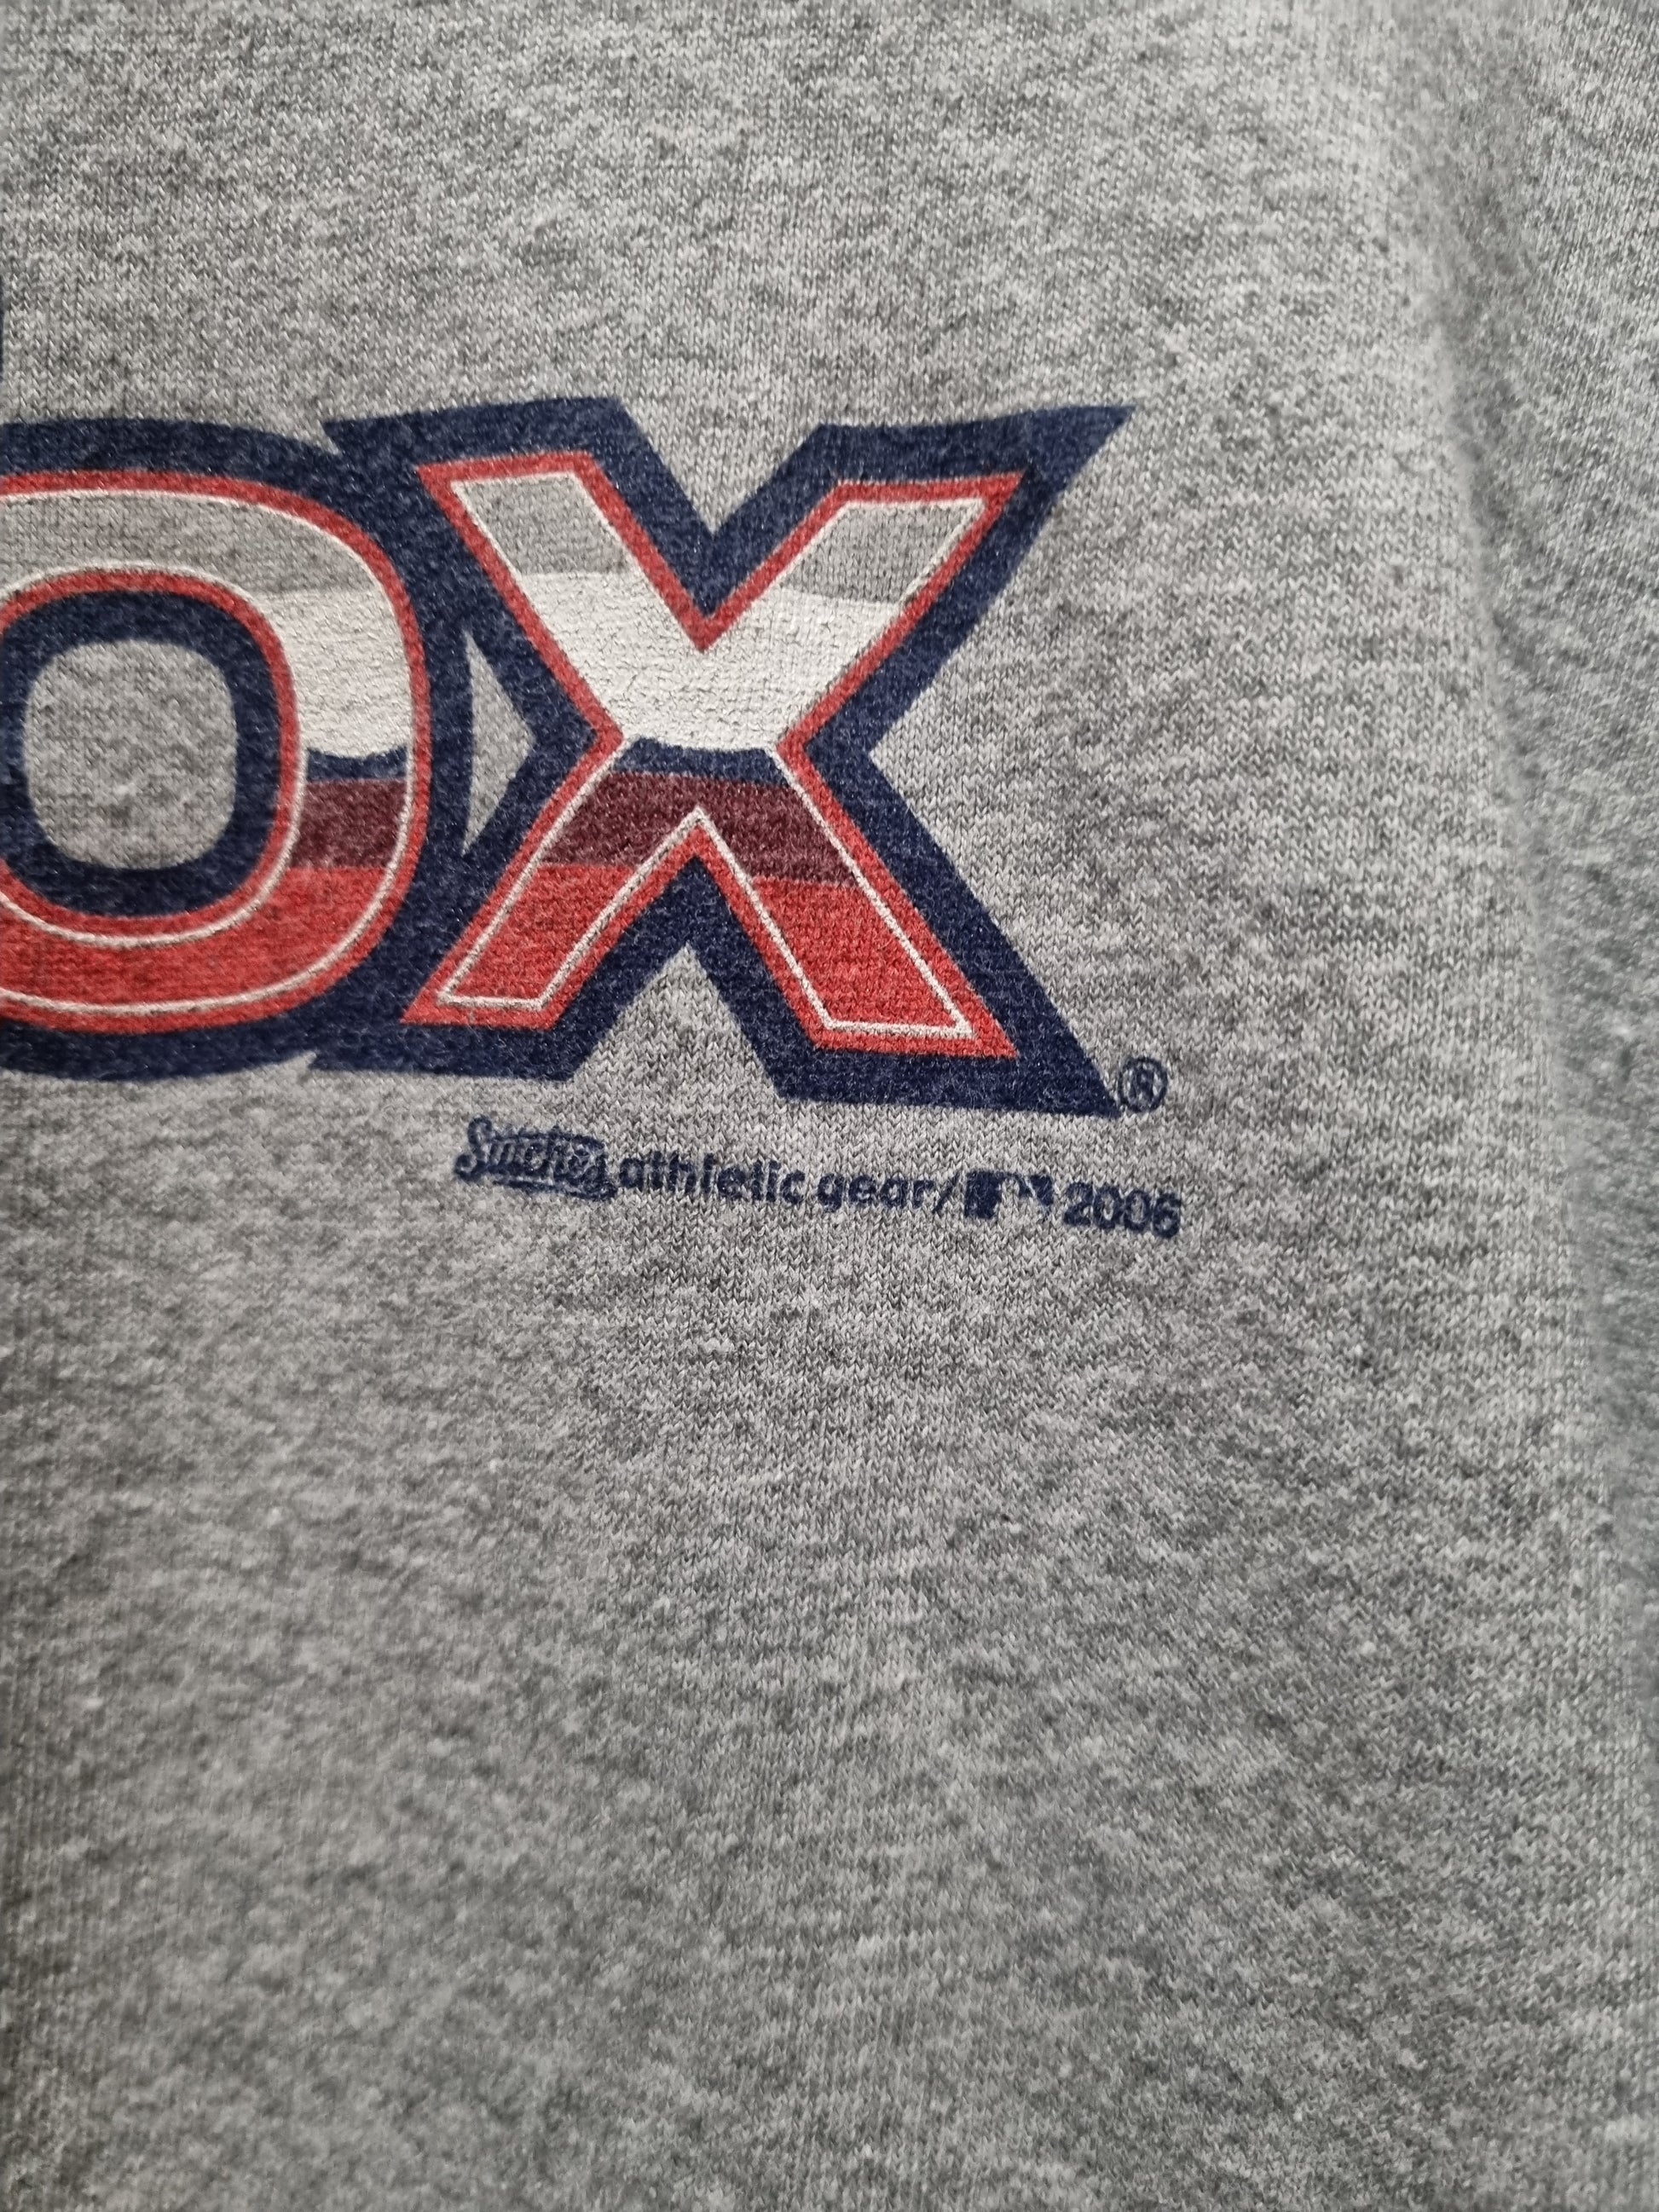 OX®
Stitches athletic gear/ 2006